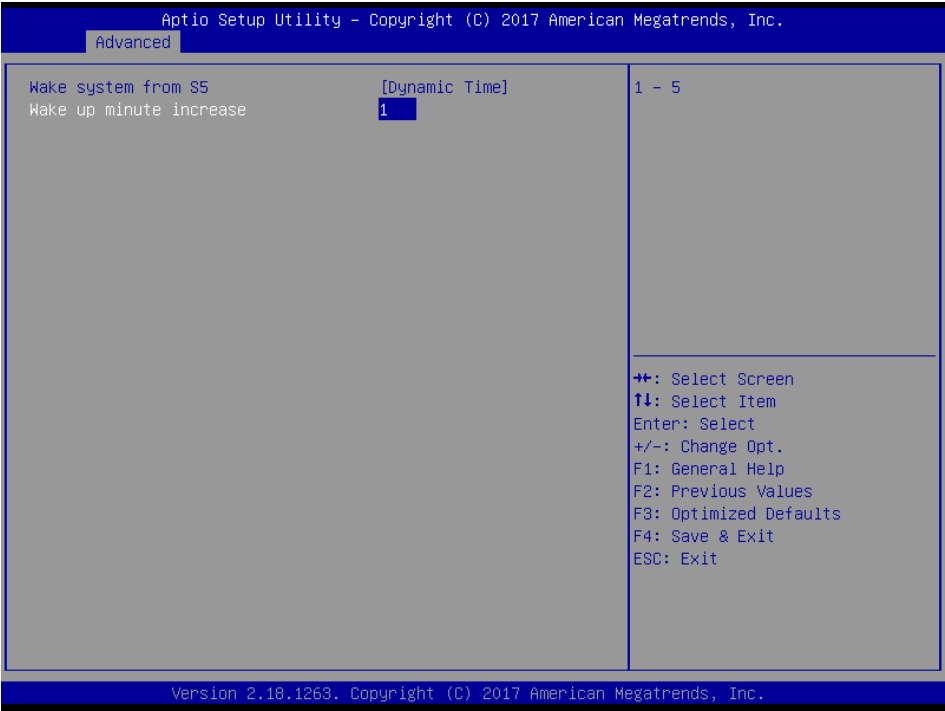 Aptio Setup Utility – Copyright (C) 2017 American Megatrends, Inc.
Advanced
Wake system from S5 [Dynamic Time]
Wake up minute increase 1
1 – 5
→←: Select Screen
↑↓: Select Item
Enter: Select
+/-: Change Opt.
F1: General Help
F2: Previous Values
F3: Optimized Defaults
F4: Save & Exit
ESC: Exit
Version 2.18.1263. Copyright (C) 2017 American Megatrends, Inc.